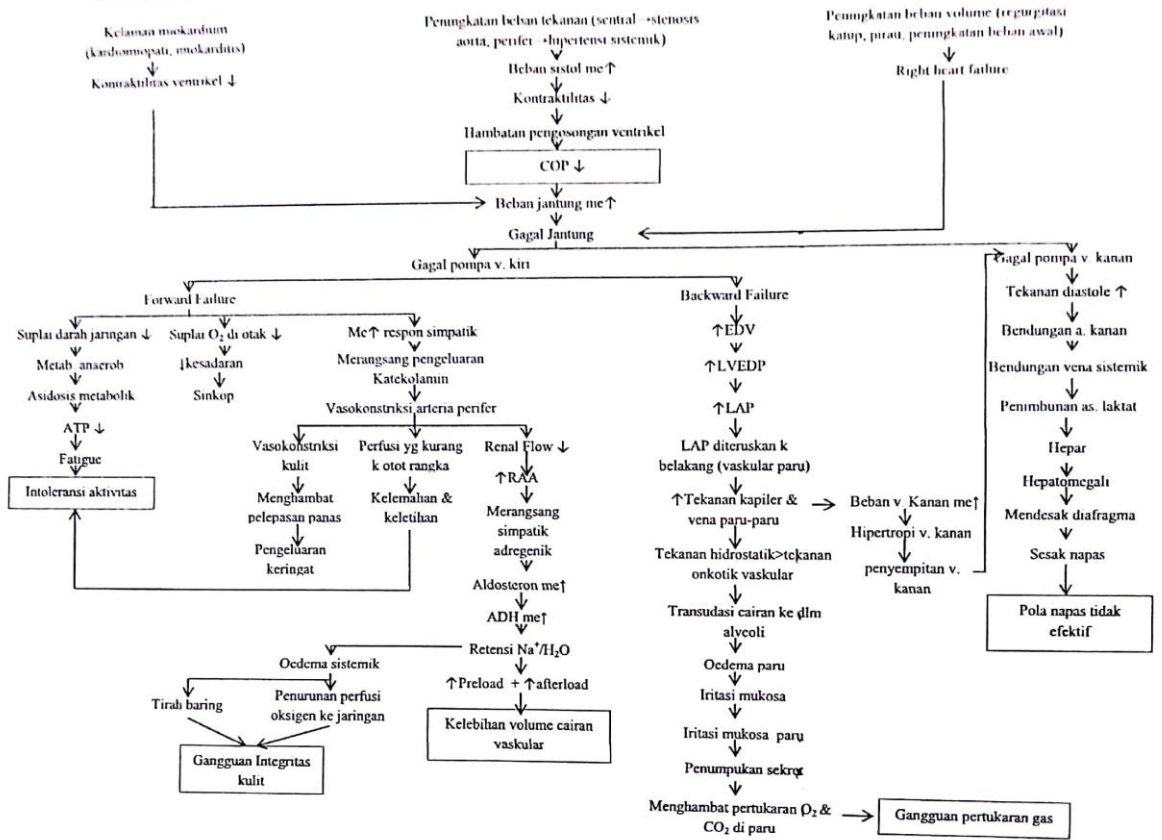 Kelainan miokardium
(kardiomiopati, miokarditis)
Kontraktilitas ventrikel ↓
Peningkatan beban tekanan (sentral →stenosis
aorta, perifer →hipertensi sistemik)
Beban sistol me↑
Kontraktilitas ↓
Hambatan pengosongan ventrikel
COP ↓
Beban jantung me↑
Gagal Jantung
Peningkatan beban volume (regurgitasi
katup, pirau, peningkatan beban awal)
Right heart failure
Gagal pompa v. kiri
Forward Failure
Suplai darah jaringan ↓
Metab anaerob
Asidosis metabolik
ATP ↓
Fatigue
Intoleransi aktivitas
Suplai O₂ di otak ↓
↓kesadaran
Sinkop
Me↑ respon simpatik
Merangsang pengeluaran
Katekolamin
Vasokonstriksi arteria perifer
Vasokonstriksi
kulit
Menghambat
pelepasan panas
Pengeluaran
keringat
Perfusi yg kurang
k otot rangka
Kelemahan &
keletihan
Renal Flow ↓
↑RAA
Merangsang
simpatik
adregenik
Aldosteron me↑
ADH me↑
Retensi Na⁺/H₂O
Oedema sistemik
Tirah baring
Penurunan perfusi
oksigen ke jaringan
Gangguan Integritas
kulit
↑Preload + ↑afterload
Kelebihan volume cairan
vaskular
Backward Failure
↑EDV
↑LVEDP
↑LAP
LAP diteruskan k
belakang (vaskular paru)
↑Tekanan kapiler &
vena paru-paru
Tekanan hidrostatik>tekanan
onkotik vaskular
Transudasi cairan ke dlm
alveoli
Oedema paru
Iritasi mukosa
Iritasi mukosa paru
Penumpukan sekret
Menghambat pertukaran O₂ &
CO₂ di paru
Gangguan pertukaran gas
Beban v. Kanan me↑
Hipertropi v. kanan
penyempitan v.
kanan
Gagal pompa v. kanan
Tekanan diastole ↑
Bendungan a. kanan
Bendungan vena sistemik
Penimbunan as. laktat
Hepar
Hepatomegali
Mendesak diafragma
Sesak napas
Pola napas tidak
efektif